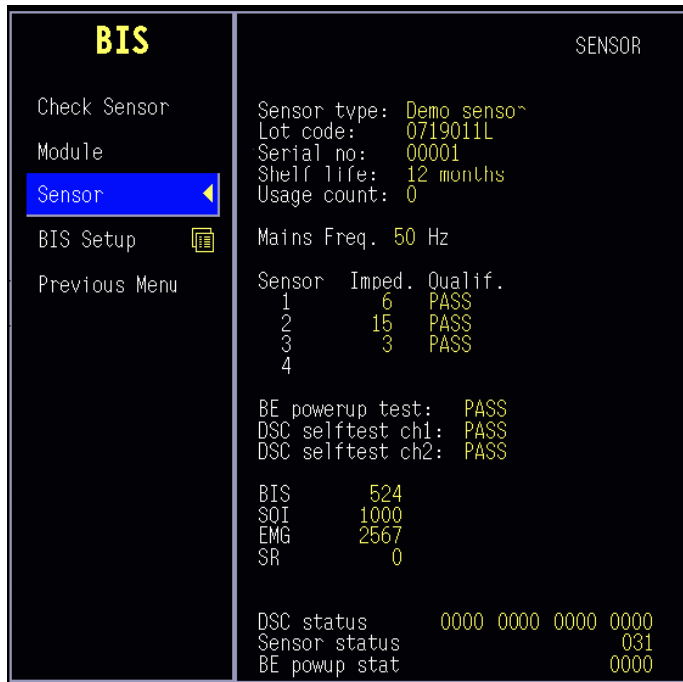 BIS
Check Sensor
Module
Sensor
BIS Setup
Previous Menu
SENSOR
Sensor type: Demo sensor
Lot code: 0719011L
Serial no: 00001
Shelf life: 12 months
Usage count: 0
Mains Freq. 50 Hz
Sensor Imped. Qualif.
1 6 PASS
2 15 PASS
3 3 PASS
4
BE powerup test: PASS
DSC selftest ch1: PASS
DSC selftest ch2: PASS
BIS 524
SQI 1000
EMG 2567
SR 0
DSC status 0000 0000 0000 0000
Sensor status 031
BE powup stat 0000